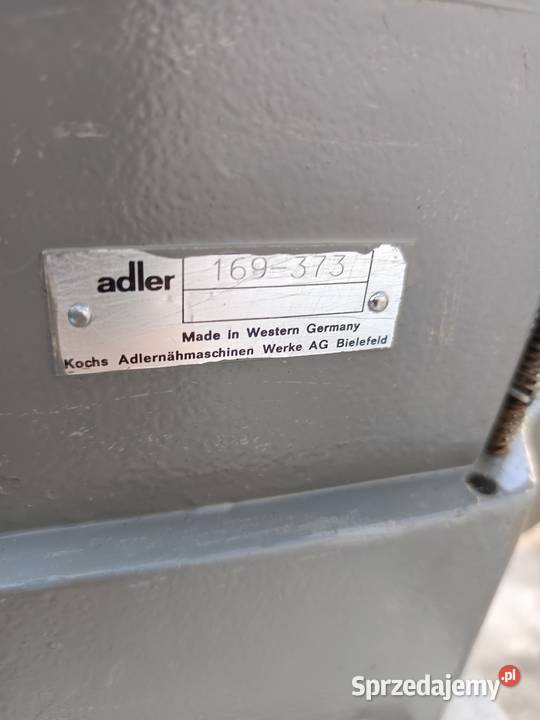 adler 169-373
Made in Western Germany
Kochs Adlernähmaschinen Werke AG Bielefeld
Sprzedajemy.pl